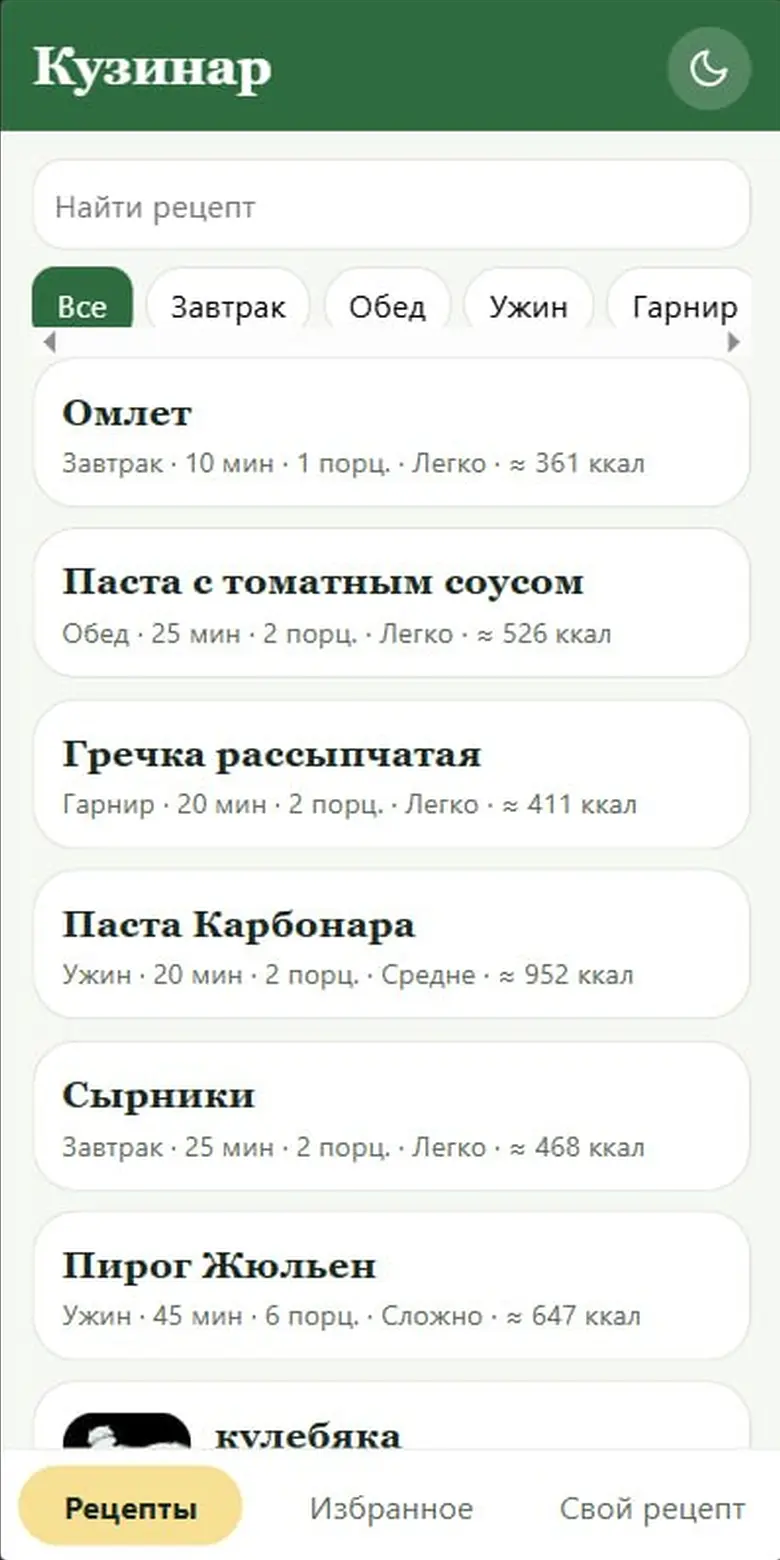 Кузинар
Найти рецепт
Все Завтрак Обед Ужин Гарнир
Омлет
Завтрак · 10 мин · 1 порц. · Легко · ≈ 361 ккал
Паста с томатным соусом
Обед · 25 мин · 2 порц. · Легко · ≈ 526 ккал
Гречка рассыпчатая
Гарнир · 20 мин · 2 порц. · Легко · ≈ 411 ккал
Паста Карбонара
Ужин · 20 мин · 2 порц. · Средне · ≈ 952 ккал
Сырники
Завтрак · 25 мин · 2 порц. · Легко · ≈ 468 ккал
Пирог Жюльен
Ужин · 45 мин · 6 порц. · Сложно · ≈ 647 ккал
кулебяка
Рецепты Избранное Свой рецепт